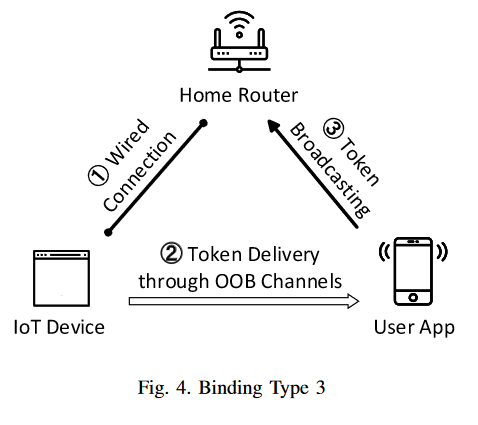 Home Router
① Wired
Connection
③ Token
Broadcasting
② Token Delivery
through OOB Channels
IoT Device
User App
Fig. 4. Binding Type 3